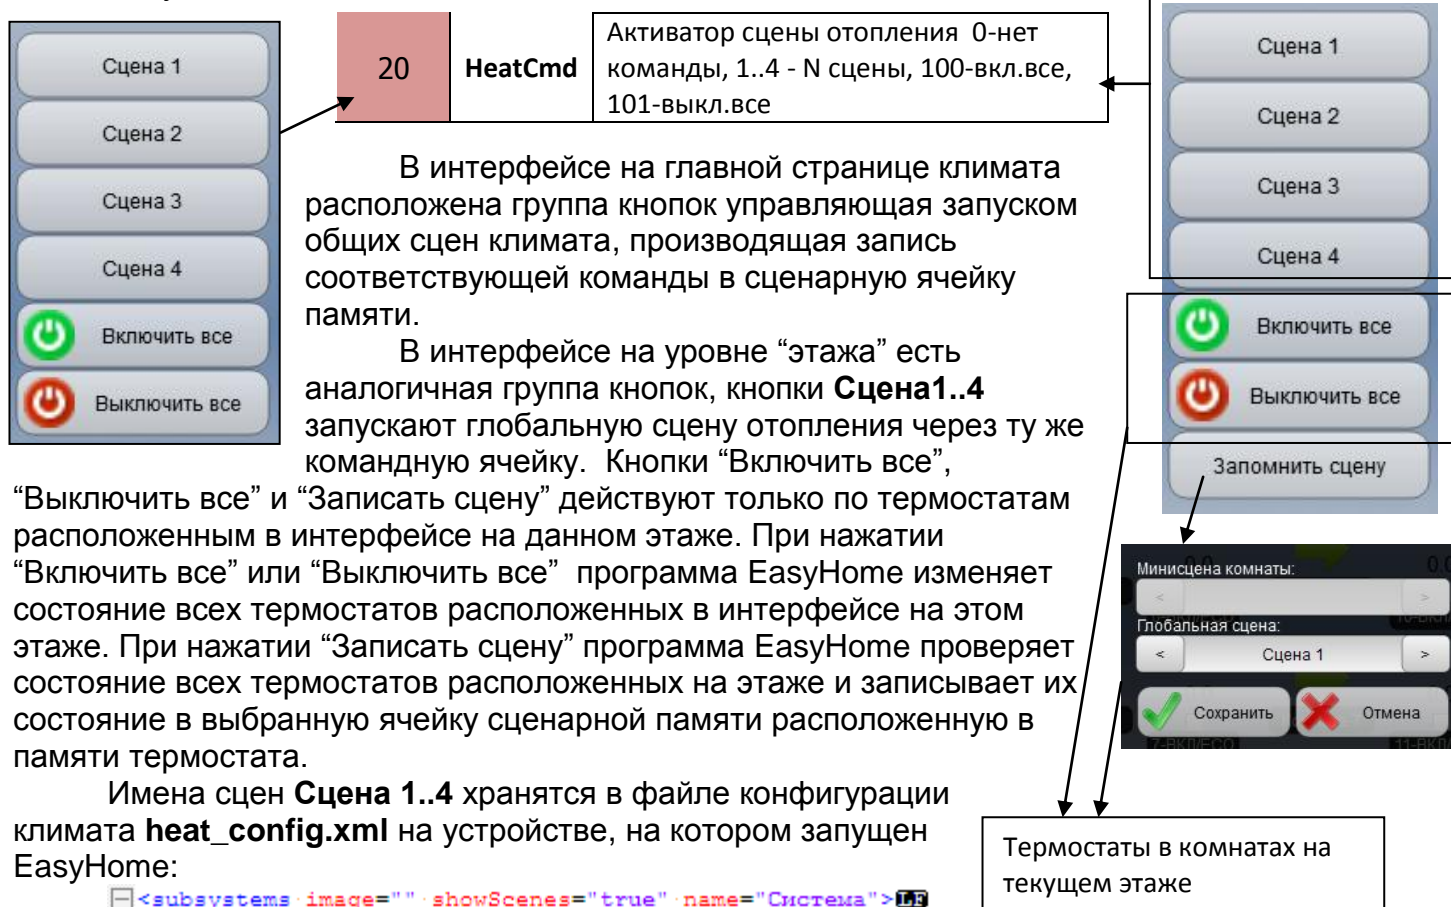 Сцена 1
Сцена 2
Сцена 3
Сцена 4
Включить все
Выключить все
20
HeatCmd
Активатор сцены отопления 0-нет
команды, 1..4 - N сцены, 100-вкл.все,
101-выкл.все
Сцена 1
Сцена 2
Сцена 3
Сцена 4
Включить все
Выключить все
Запомнить сцену
В интерфейсе на главной странице климата
расположена группа кнопок управляющая запуском
общих сцен климата, производящая запись
соответствующей команды в сценарную ячейку
памяти.
В интерфейсе на уровне “этажа” есть
аналогичная группа кнопок, кнопки Сцена1..4
запускают глобальную сцену отопления через ту же
командную ячейку. Кнопки “Включить все”,
“Выключить все” и “Записать сцену” действуют только по термостатам
расположенным в интерфейсе на данном этаже. При нажатии
“Включить все” или “Выключить все” программа EasyHome изменяет
состояние всех термостатов расположенных в интерфейсе на этом
этаже. При нажатии “Записать сцену” программа EasyHome проверяет
состояние всех термостатов расположенных на этаже и записывает их
состояние в выбранную ячейку сценарной памяти расположенную в
памяти термостата.
Минисцена комнаты:
< >
Глобальная сцена:
< Сцена 1 >
Сохранить
Отмена
Имена сцен Сцена 1..4 хранятся в файле конфигурации
климата heat_config.xml на устройстве, на котором запущен
EasyHome:
<subsystems image="" showScenes="true" name="Система">LF
Термостаты в комнатах на
текущем этаже